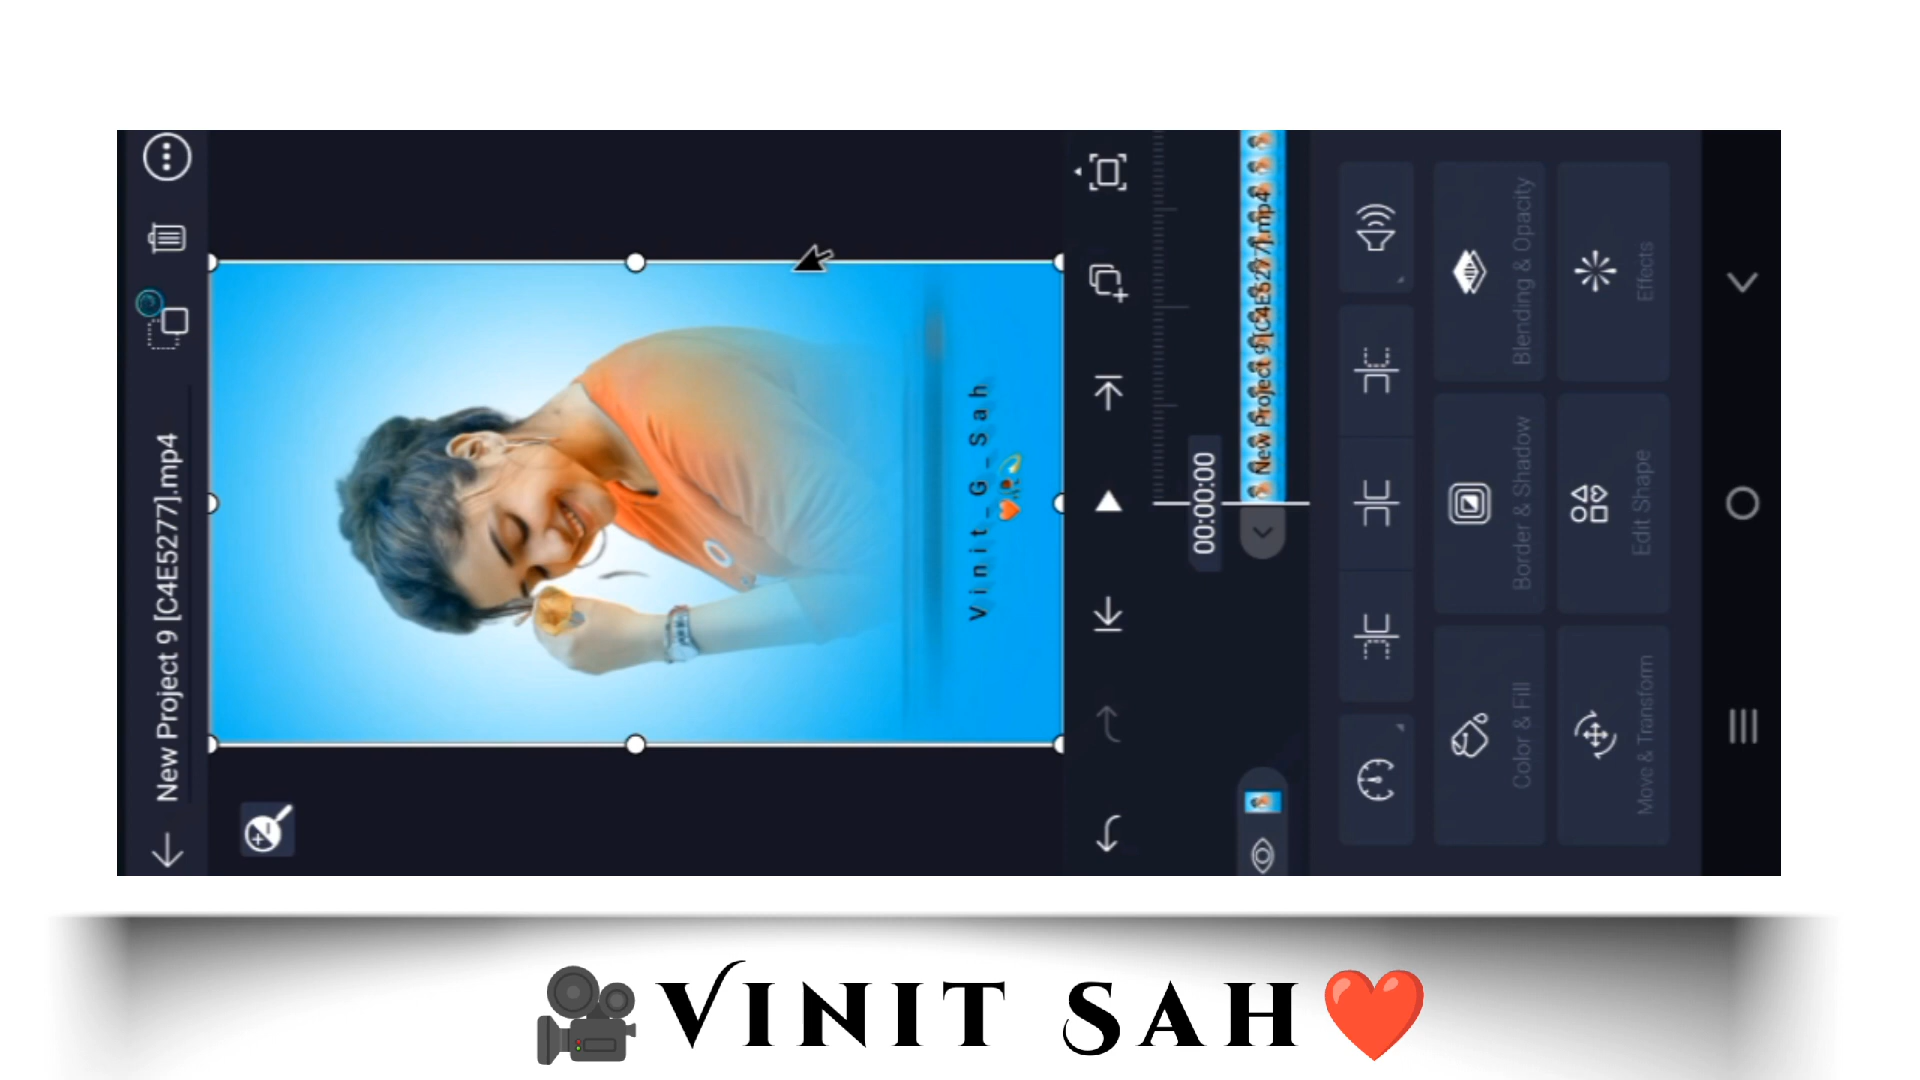 New Project 9 [C4E5277].mp4
Vinit_G_Sah
00:00:00
New Project 9 [C4E5277].mp4
Color & Fill
Border & Shadow
Blending & Opacity
Move & Transform
Edit Shape
Effects
VINIT SAH